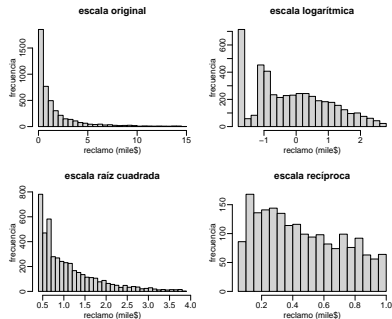 escala original
frecuencia
0 500 1000 1500
0 5 10 15
reclamo (mile$)
escala logarítmica
frecuencia
0 200 400 600
−1 0 1 2
reclamo (mile$)
escala raíz cuadrada
frecuencia
0 200 400 600 800
0.5 1.0 1.5 2.0 2.5 3.0 3.5 4.0
reclamo (mile$)
escala recíproca
frecuencia
0 50 100 150
0.2 0.4 0.6 0.8 1.0
reclamo (mile$)